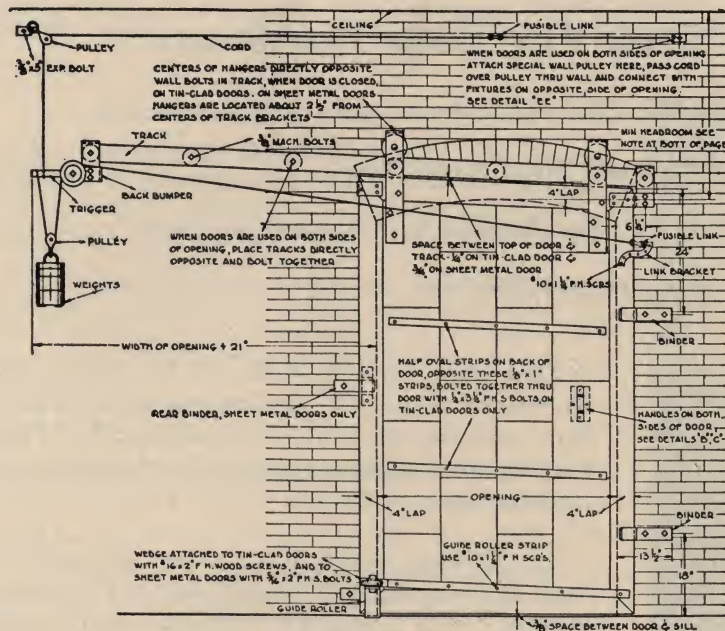 CEILING
FUSIBLE LINK
PULLEY
CORD
3/8"x5" EXP. BOLT
WHEN DOORS ARE USED ON BOTH SIDES OF OPENING
ATTACH SPECIAL WALL PULLEY HERE, PASS CORD
OVER PULLEY THRU WALL AND CONNECT WITH
FIXTURES ON OPPOSITE, SIDE OF OPENING.
SEE DETAIL "EE"
CENTERS OF HANGERS DIRECTLY OPPOSITE
WALL BOLTS IN TRACK, WHEN DOOR IS CLOSED,
ON TIN-CLAD DOORS. ON SHEET METAL DOORS
HANGERS ARE LOCATED ABOUT 2 1/2" FROM
CENTERS OF TRACK BRACKETS
MIN HEADROOM SEE
NOTE AT BOTT OF PAGE
TRACK
MACH. BOLTS
BACK BUMPER
TRIGGER
4" LAP
PULLEY
WHEN DOORS ARE USED ON BOTH SIDES
OF OPENING, PLACE TRACKS DIRECTLY
OPPOSITE AND BOLT TOGETHER
SPACE BETWEEN TOP OF DOOR &
TRACK-1/4" ON TIN-CLAD DOOR &
3/4" ON SHEET METAL DOOR
FUSIBLE LINK
24"
LINK BRACKET
#10x1 1/4" F.H. SCRS
WEIGHTS
BINDER
WIDTH OF OPENING + 21"
HALF OVAL STRIPS ON BACK OF
DOOR, OPPOSITE THESE 1/8"x1"
STRIPS, BOLTED TOGETHER THRU
DOOR WITH 1/4"x3 1/2" F.H.S. BOLTS, ON
TIN-CLAD DOORS ONLY
REAR BINDER, SHEET METAL DOORS ONLY
HANDLES ON BOTH
SIDES OF DOOR,
SEE DETAILS "B", "C"
OPENING
4" LAP
4" LAP
BINDER
13 1/2"
WEDGE ATTACHED TO TIN-CLAD DOORS
WITH #16x2" F.H. WOOD SCREWS, AND TO
SHEET METAL DOORS WITH 5/16"x2" F.H.S. BOLTS
GUIDE ROLLER STRIP
USE #10x1 1/4" F.H SCR'S.
18"
GUIDE ROLLER
3/8" SPACE BETWEEN DOOR & SILL